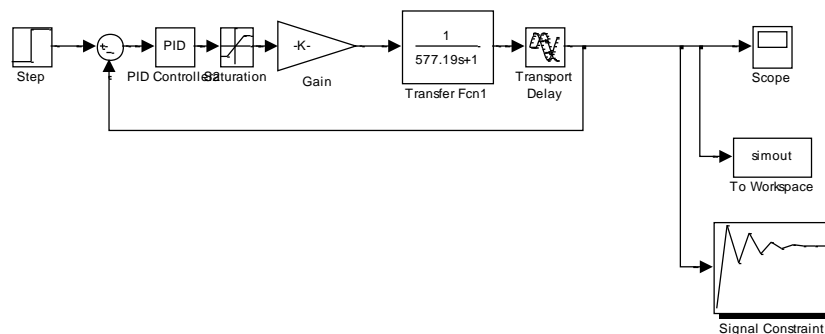 Step
PID
PID Controller2
Saturation
-K-
Gain
1
577.19s+1
Transfer Fcn1
Transport
Delay
Scope
simout
To Workspace
Signal Constraint